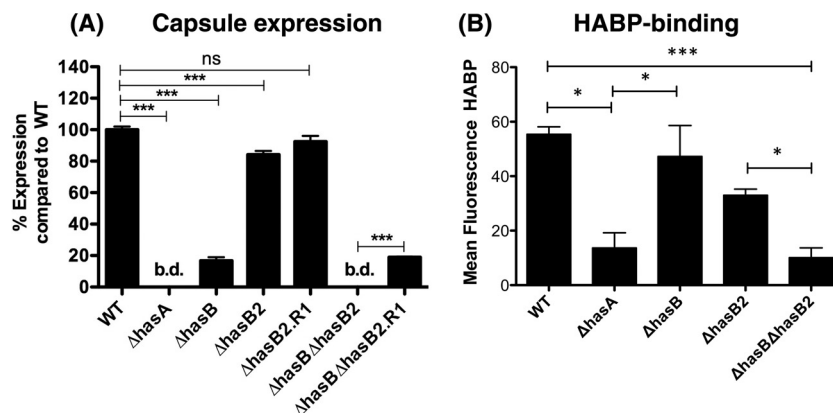 (A) Capsule expression
ns
***
***
***
% Expression
compared to WT
140
120
100
80
60
40
20
0
b.d.
b.d.
***
WT
ΔhasA
ΔhasB
ΔhasB2
ΔhasB2.R1
ΔhasBΔhasB2
ΔhasBΔhasB2.R1
(B) HABP-binding
***
*
*
*
Mean Fluorescence HABP
80
60
40
20
0
WT
ΔhasA
ΔhasB
ΔhasB2
ΔhasBΔhasB2